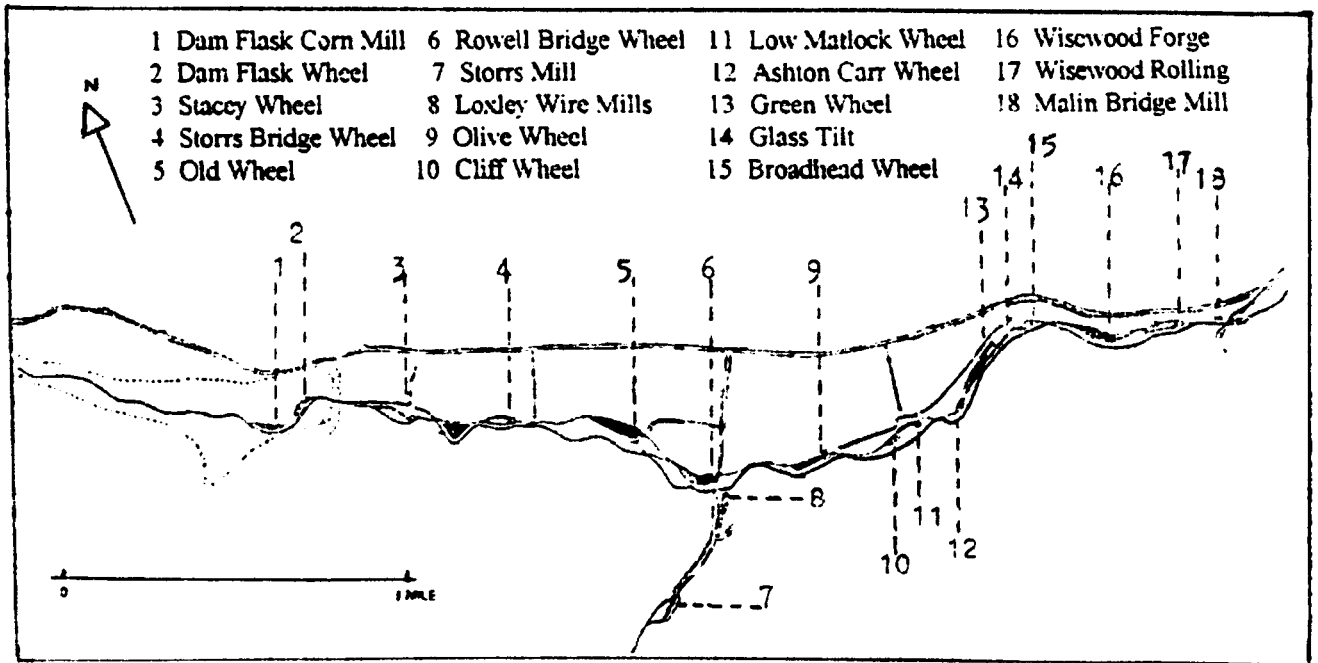 1 Dam Flask Corn Mill
2 Dam Flask Wheel
3 Stacey Wheel
4 Storrs Bridge Wheel
5 Old Wheel
6 Rowell Bridge Wheel
7 Storrs Mill
8 Loxley Wire Mills
9 Olive Wheel
10 Cliff Wheel
11 Low Matlock Wheel
12 Ashton Carr Wheel
13 Green Wheel
14 Glass Tilt
15 Broadhead Wheel
16 Wisewood Forge
17 Wisewood Rolling
18 Malin Bridge Mill
N
1
2
3
4
5
6
9
13
14
15
16
17
18
8
7
10
11
12
0
1 MILE